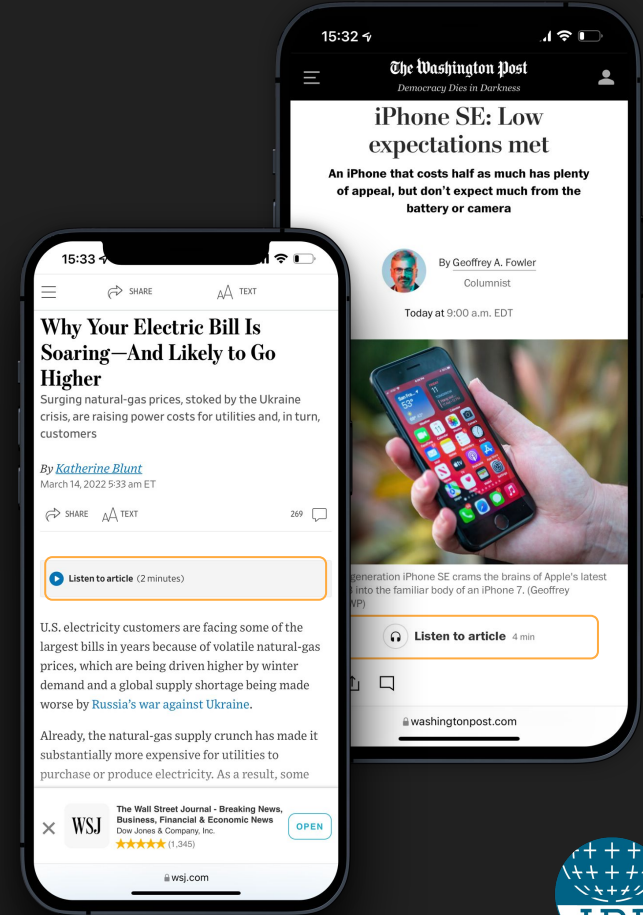 15:33
SHARE
AA TEXT
Why Your Electric Bill Is
Soaring—And Likely to Go
Higher
Surging natural-gas prices, stoked by the Ukraine
crisis, are raising power costs for utilities and, in turn,
customers
By Katherine Blunt
March 14, 2022 5:33 am ET
SHARE AA TEXT 269
Listen to article (2 minutes)
U.S. electricity customers are facing some of the
largest bills in years because of volatile natural-gas
prices, which are being driven higher by winter
demand and a global supply shortage being made
worse by Russia's war against Ukraine.
Already, the natural-gas supply crunch has made it
substantially more expensive for utilities to
purchase or produce electricity. As a result, some
WSJ
The Wall Street Journal - Breaking News,
Business, Financial & Economic News
Dow Jones & Company, Inc.
(1,345)
OPEN
wsj.com
15:32
The Washington Post
Democracy Dies in Darkness
iPhone SE: Low
expectations met
An iPhone that costs half as much has plenty
of appeal, but don't expect much from the
battery or camera
By Geoffrey A. Fowler
Columnist
Today at 9:00 a.m. EDT
generation iPhone SE crams the brains of Apple's latest
into the familiar body of an iPhone 7. (Geoffrey
WP)
Listen to article 4 min
washingtonpost.com